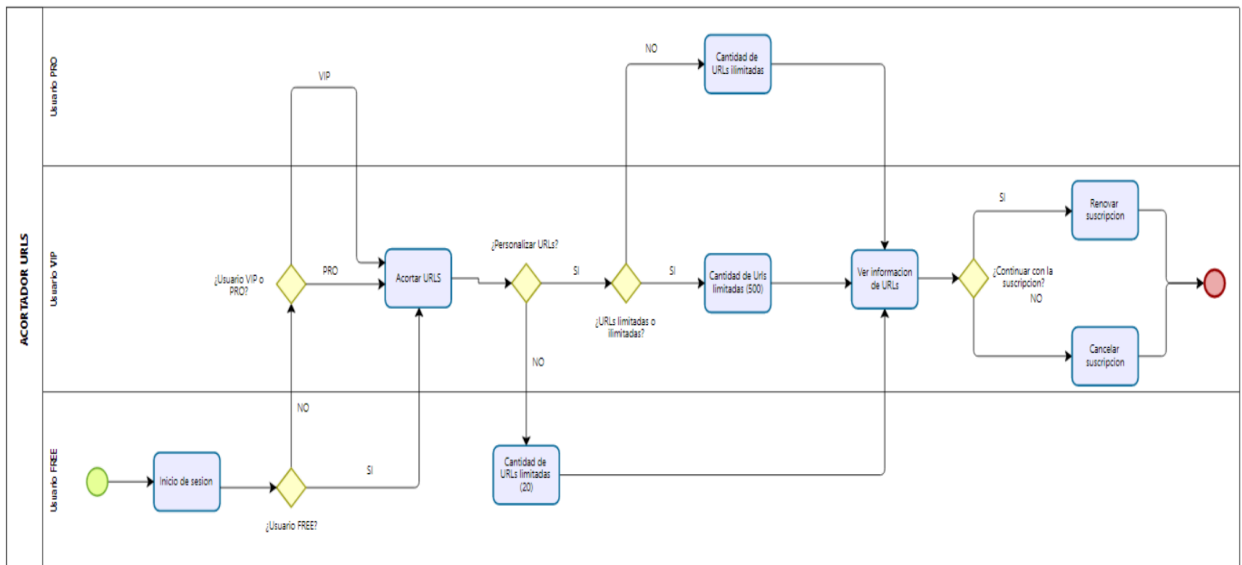 ACORTADOR URLS
Usuario PRO
VIP
NO
Cantidad de
URLs ilimitadas
Usuario VIP
¿Usuario VIP o
PRO?
PRO
Acortar URLS
¿Personalizar URLs?
SI
¿URLs limitadas o
ilimitadas?
SI
Cantidad de Urls
limitadas (500)
Ver informacion
de URLs
¿Continuar con la
suscripcion?
SI
NO
Renovar
suscripcion
Cancelar
suscripcion
NO
NO
Usuario FREE
Inicio de sesion
¿Usuario FREE?
SI
Cantidad de
URLs limitadas
(20)